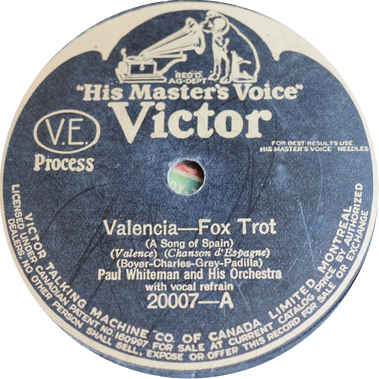 REG'D.
AG-DEPT
"His Master's Voice"
Victor
V.E.
Process
FOR BEST RESULTS USE
"HIS MASTER'S VOICE" NEEDLES
Valencia—Fox Trot
(A Song of Spain)
(Valence) (Chanson d'Espagne)
(Boyer-Charles-Grey-Padilla)
Paul Whiteman and His Orchestra
with vocal refrain
20007-A
VICTOR TALKING MACHINE CO. OF CANADA LIMITED, MONTREAL
LICENSED UNDER CANADIAN PATENT NO. 160997 FOR SALE AT CURRENT CATALOG PRICE BY AUTHORIZED
DEALERS, NO OTHER PERSON SHALL SELL, EXPOSE OR OFFER THIS RECORD FOR SALE OR EXCHANGE